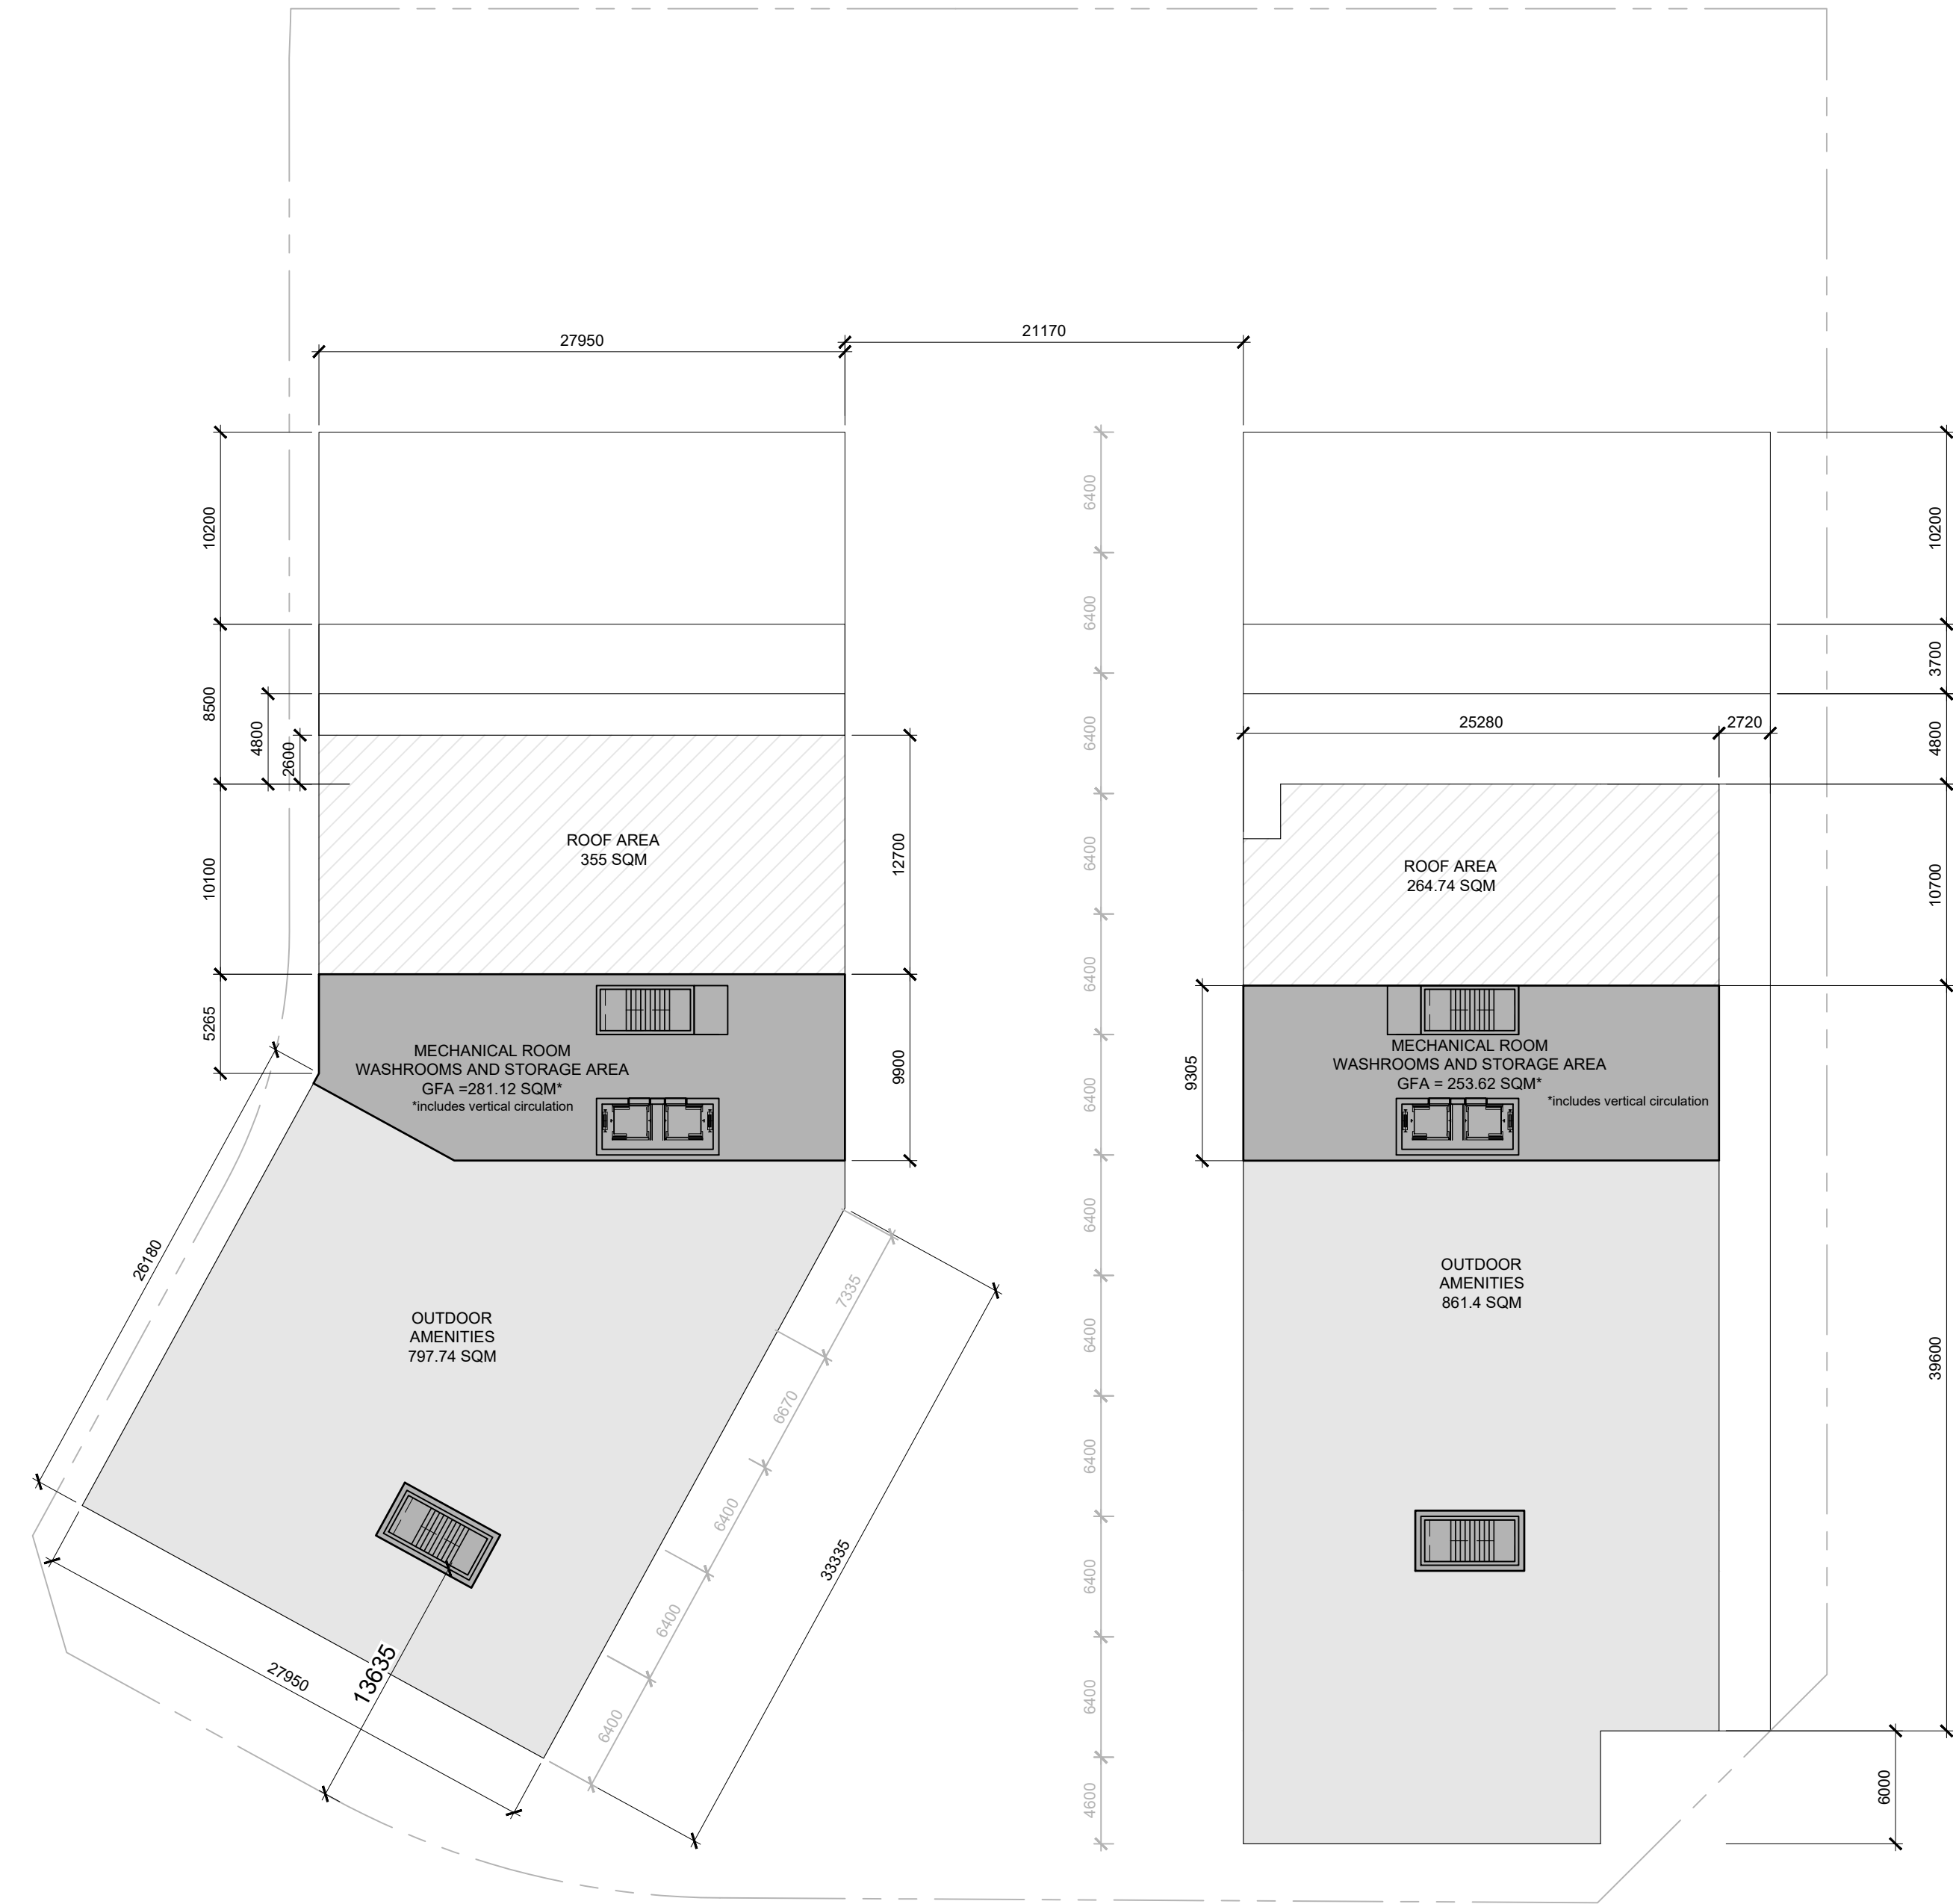 27950
21170
10200
8500
4800
2600
10100
5265
12700
9900
ROOF AREA
355 SQM
MECHANICAL ROOM
WASHROOMS AND STORAGE AREA
GFA =281.12 SQM*
*includes vertical circulation
OUTDOOR
AMENITIES
797.74 SQM
26180
27950
13635
7335
6670
6400
6400
6400
33335
6400
6400
6400
6400
6400
6400
6400
6400
6400
6400
6400
4600
10200
3700
4800
10700
39600
6000
25280
2720
ROOF AREA
264.74 SQM
9305
MECHANICAL ROOM
WASHROOMS AND STORAGE AREA
GFA = 253.62 SQM*
*includes vertical circulation
OUTDOOR
AMENITIES
861.4 SQM